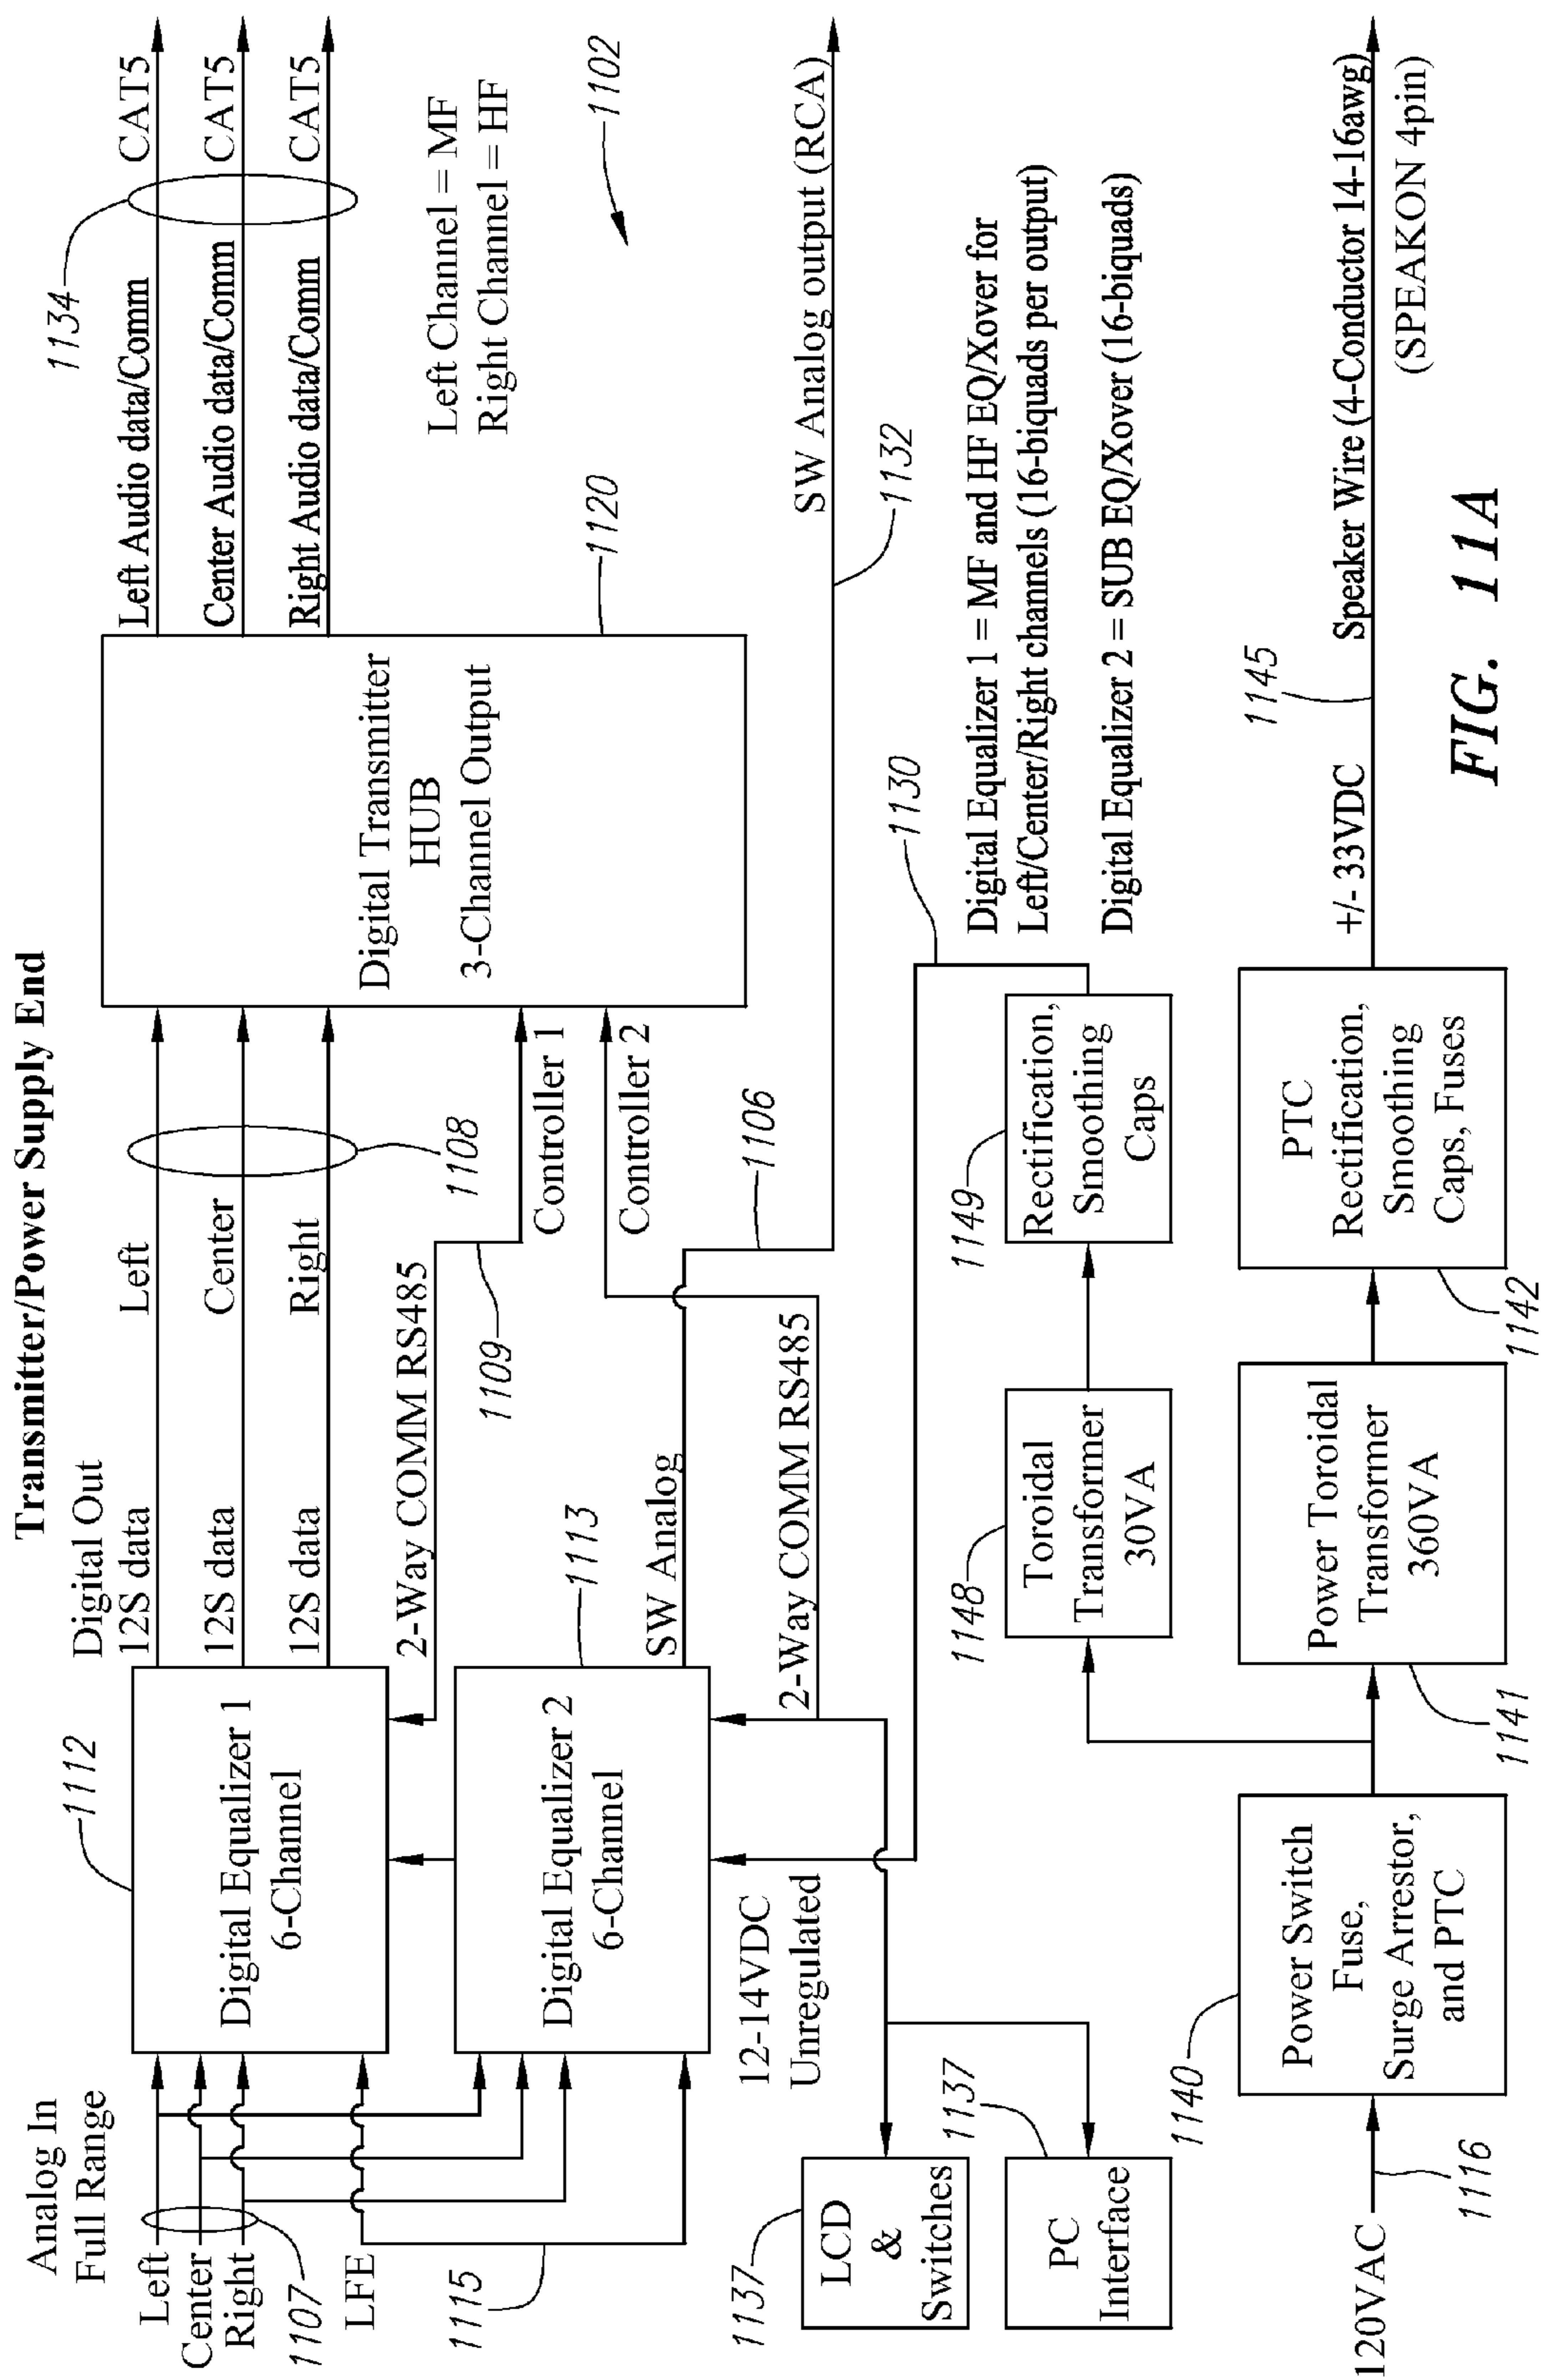 Transmitter/Power Supply End
Analog In
Full Range
Left
Center
Right
1107
LFE
1115
1112
Digital Equalizer 1
6-Channel
Digital Equalizer 2
6-Channel
1113
Digital Out
12S data
Left
12S data
Center
12S data
Right
1108
2-Way COMM RS485
1109
Controller 1
Controller 2
SW Analog
1106
2-Way COMM RS485
Digital Transmitter
HUB
3-Channel Output
1120
Left Audio data/Comm
CAT5
Center Audio data/Comm
CAT5
Right Audio data/Comm
CAT5
1134
Left Channel = MF
Right Channel = HF
1102
SW Analog output (RCA)
1132
12-14VDC
Unregulated
1130
Digital Equalizer 1 = MF and HF EQ/Xover for
Left/Center/Right channels (16-biquads per output)
Digital Equalizer 2 = SUB EQ/Xover (16-biquads)
1137
LCD
&
Switches
1137
PC
Interface
1148
Toroidal
Transformer
30VA
1149
Rectification,
Smoothing
Caps
120VAC
1116
1140
Power Switch
Fuse,
Surge Arrestor,
and PTC
1141
Power Toroidal
Transformer
360VA
1142
PTC
Rectification,
Smoothing
Caps, Fuses
+/- 33VDC
1145
Speaker Wire (4-Conductor 14-16awg)
(SPEAKON 4pin)
FIG. 11A